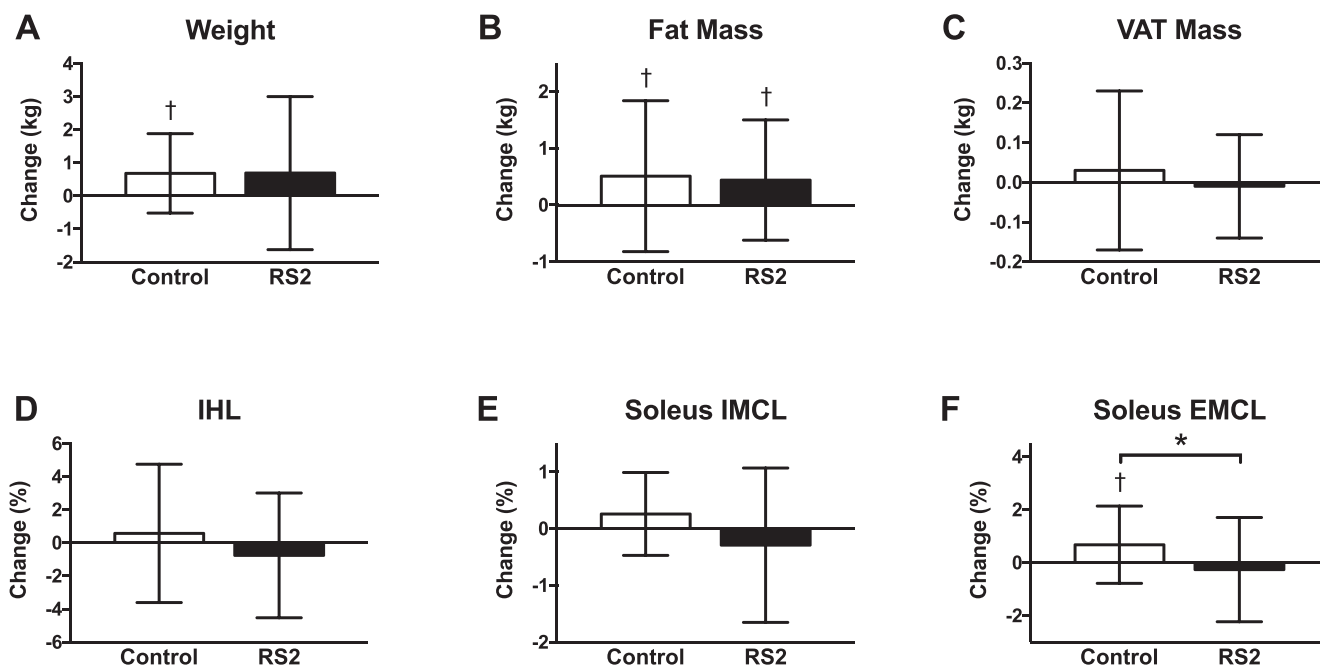 A Weight
Change (kg)
4
3
2
1
0
-1
-2
†
Control RS2
B Fat Mass
Change (kg)
2
1
0
-1
† †
Control RS2
C VAT Mass
Change (kg)
0.3
0.2
0.1
0.0
-0.1
-0.2
Control RS2
D IHL
Change (%)
6
4
2
0
-2
-4
-6
Control RS2
E Soleus IMCL
Change (%)
1
0
-1
-2
Control RS2
F Soleus EMCL
Change (%)
4
2
0
-2
*
†
Control RS2